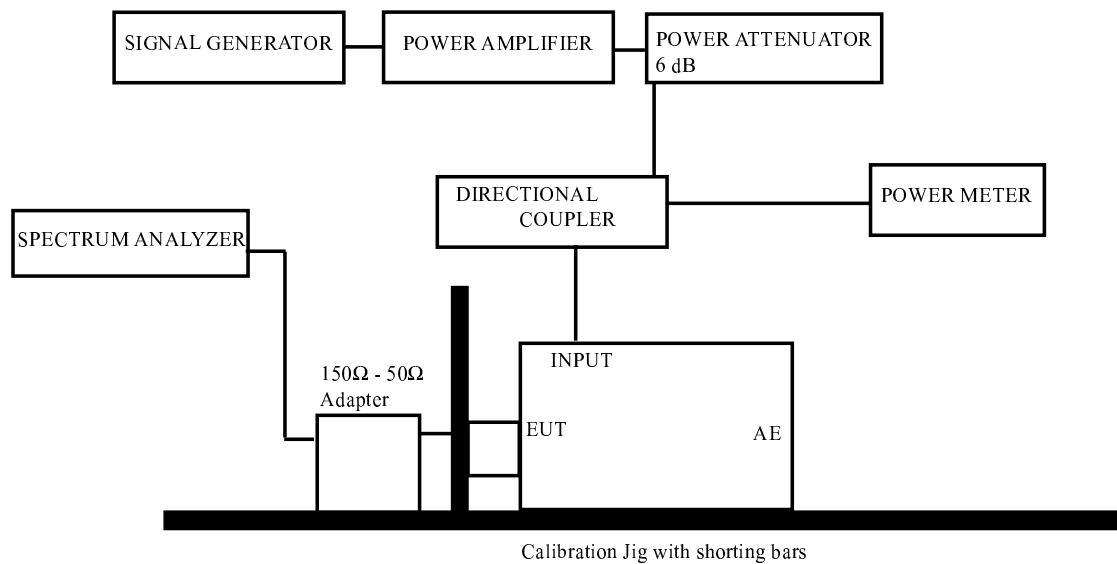 SIGNAL GENERATOR
POWER AMPLIFIER
POWER ATTENUATOR
6 dB
DIRECTIONAL
COUPLER
POWER METER
SPECTRUM ANALYZER
INPUT
150Ω - 50Ω
Adapter
EUT
AE
Calibration Jig with shorting bars